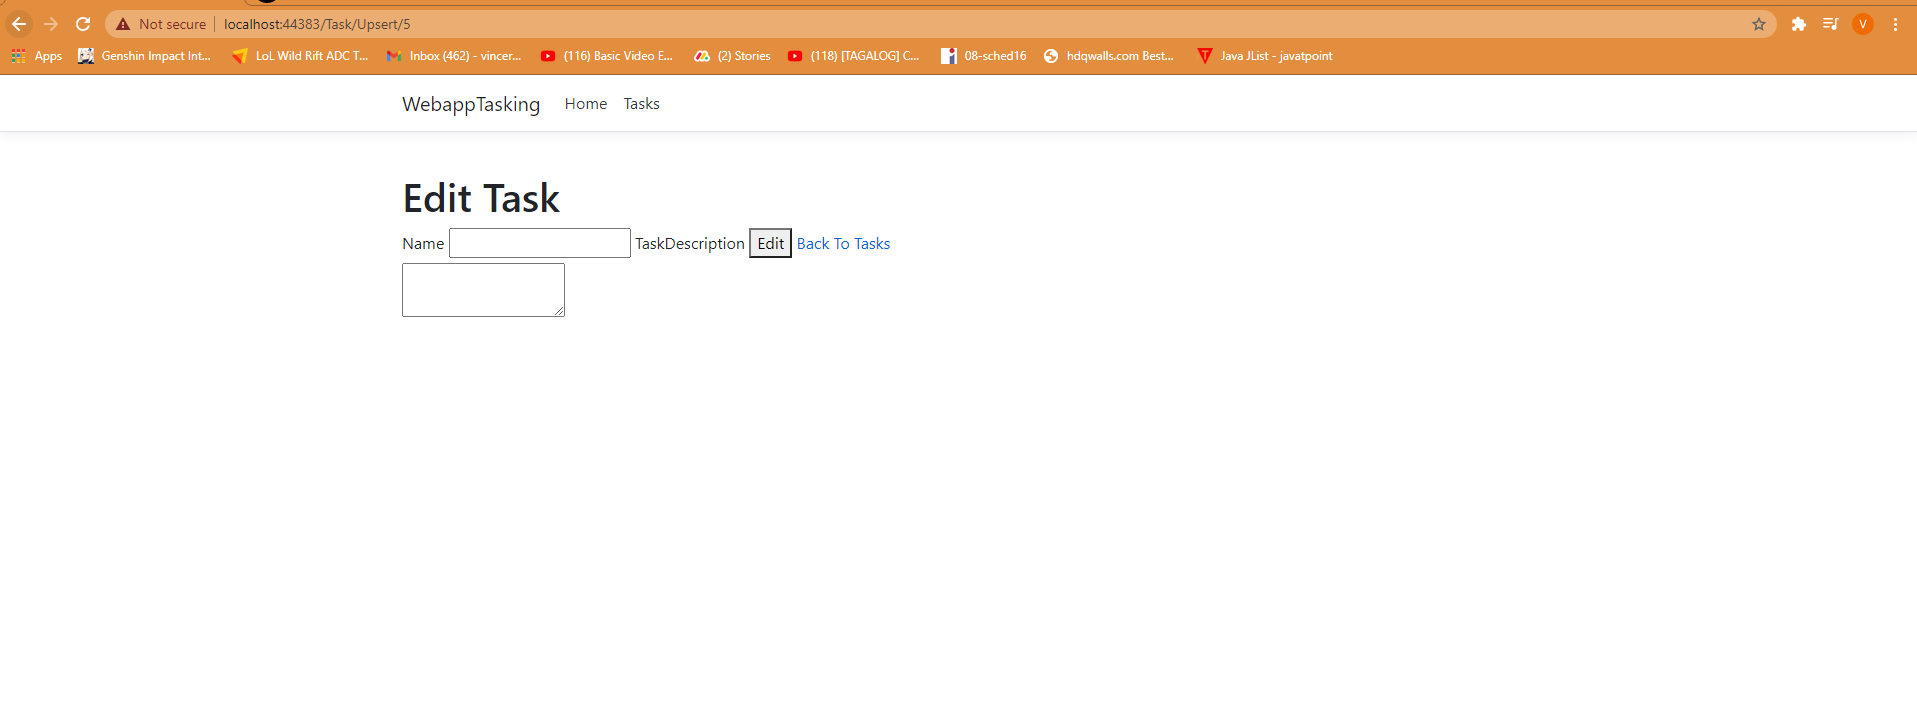 Not secure localhost:44383/Task/Upsert/5 V
Apps Genshin Impact Int... LoL Wild Rift ADC T... Inbox (462) - vincer... (116) Basic Video E... (2) Stories (118) [TAGALOG] C... 08-sched16 hdqwalls.com Best... Java JList - javatpoint
WebappTasking Home Tasks
Edit Task
Name TaskDescription Edit Back To Tasks